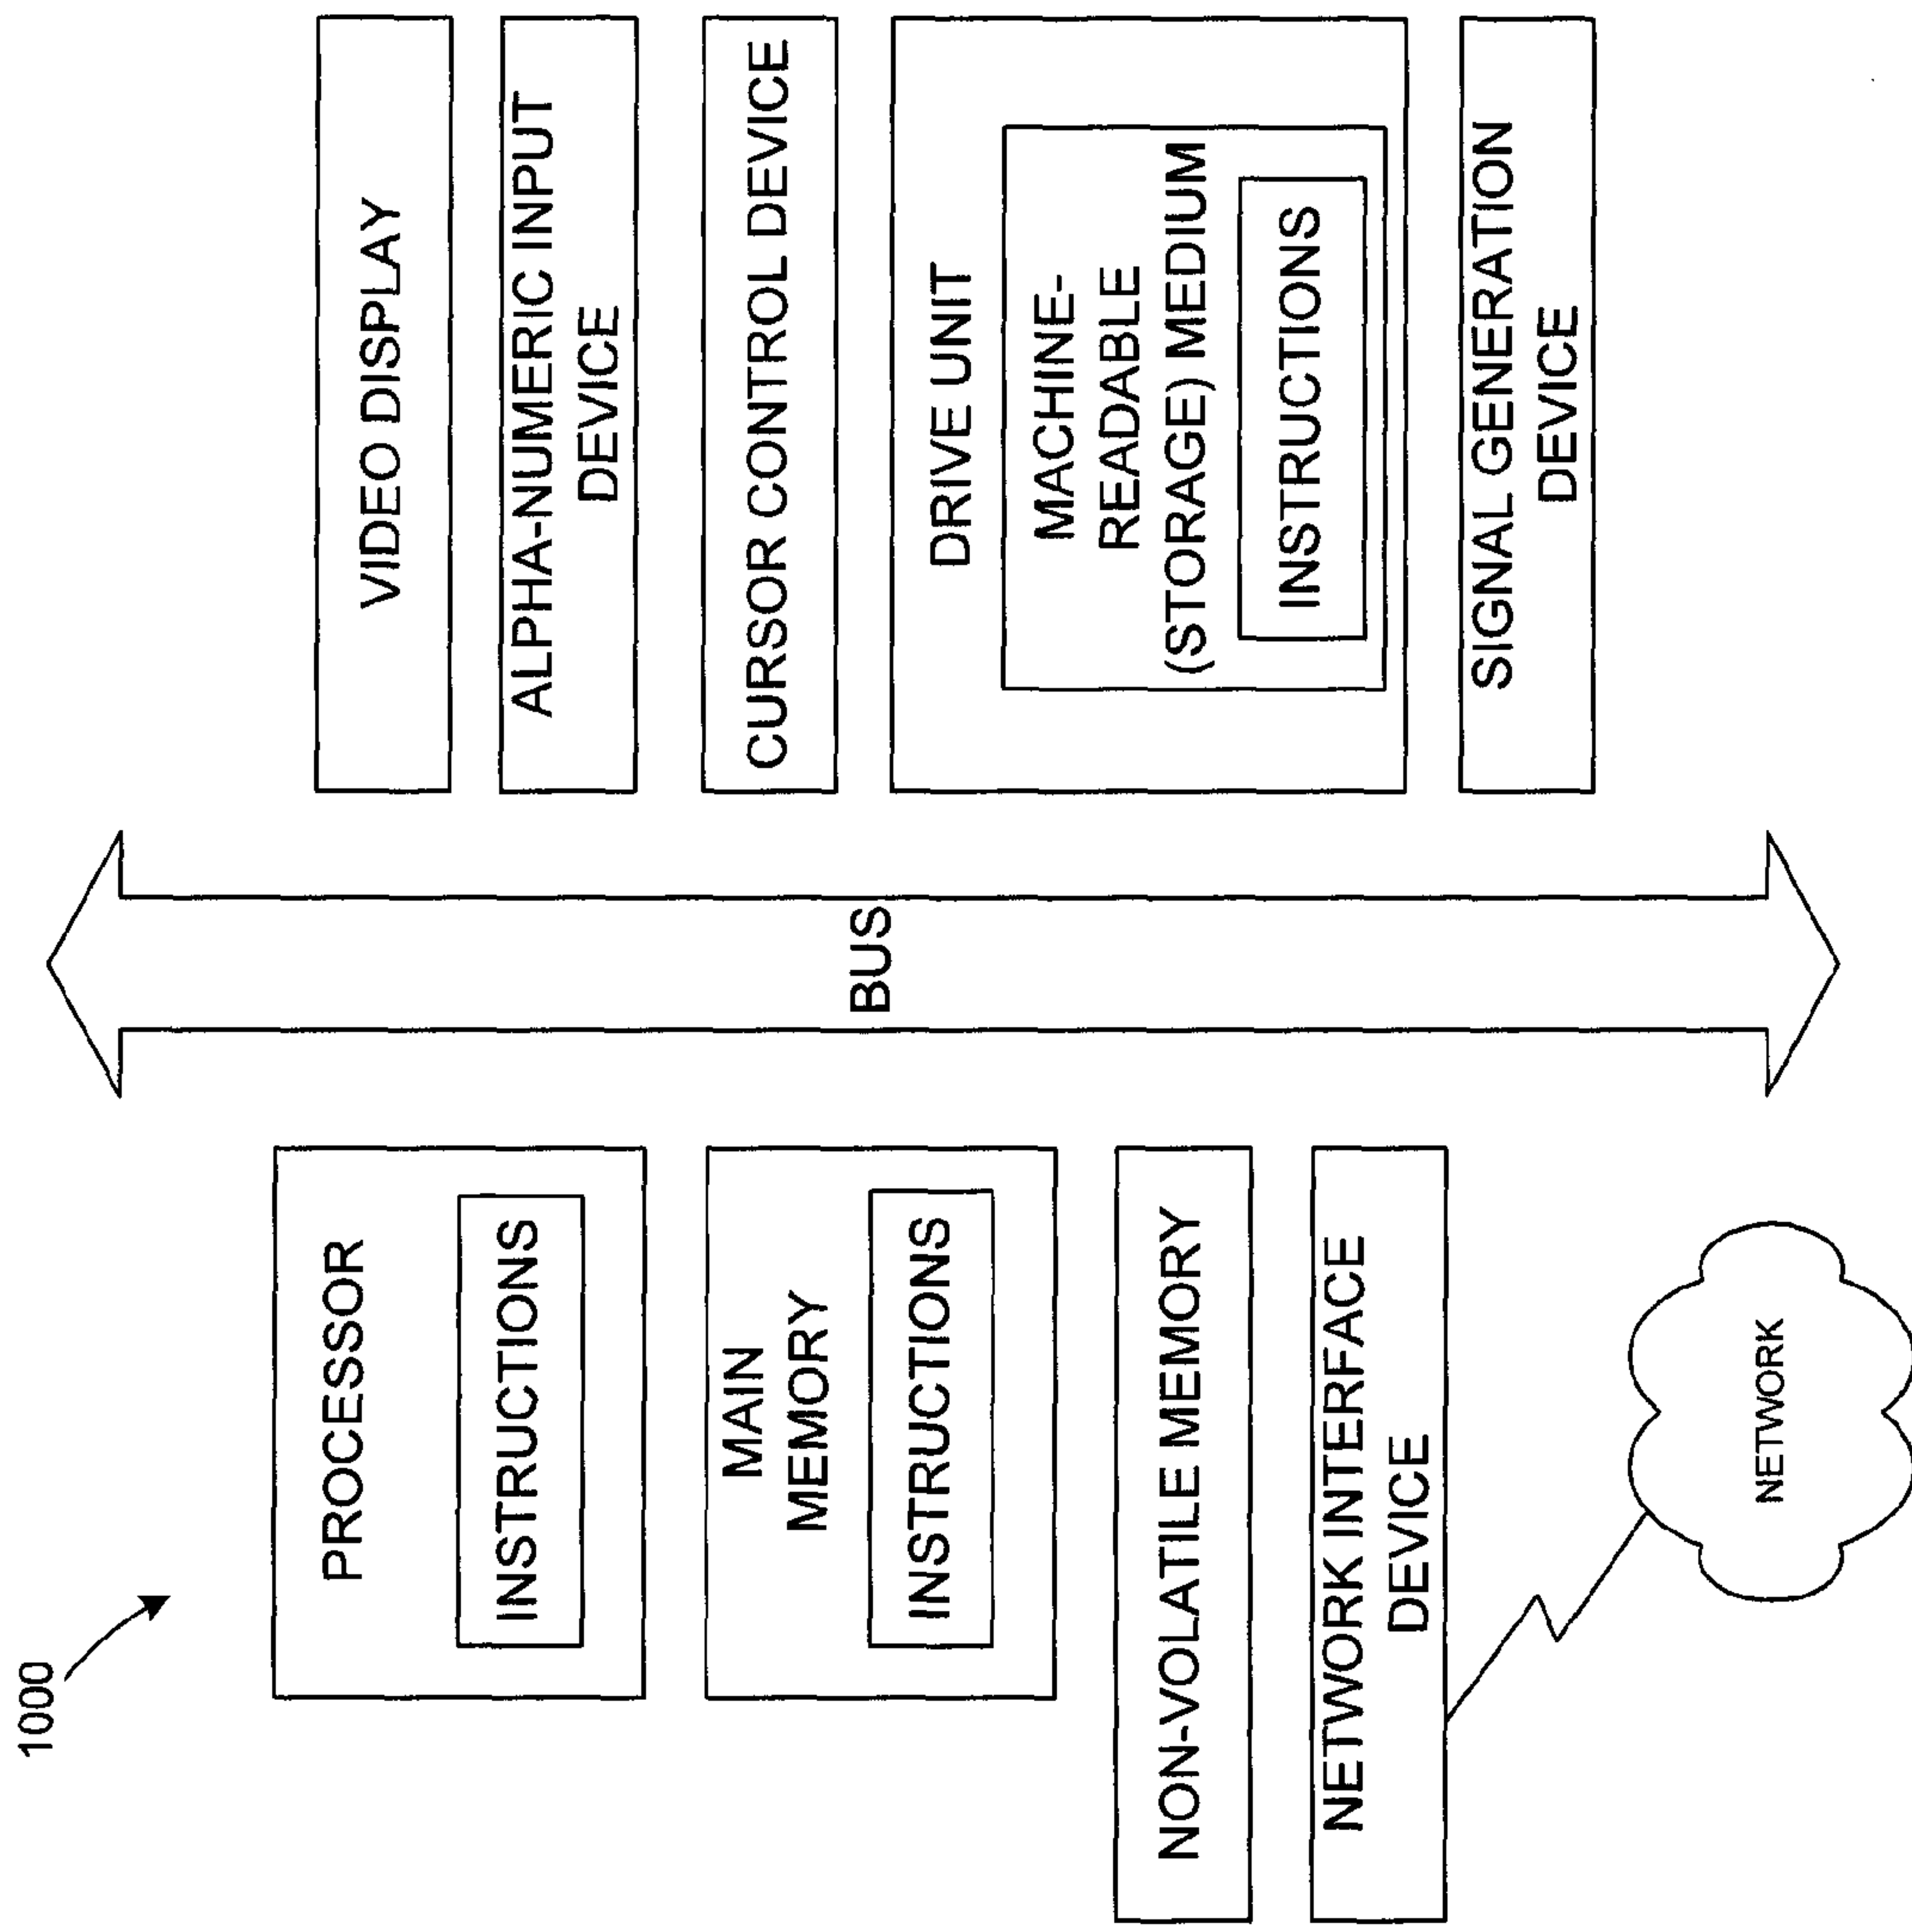 1000
PROCESSOR
INSTRUCTIONS
MAIN
MEMORY
INSTRUCTIONS
NON-VOLATILE MEMORY
NETWORK INTERFACE
DEVICE
NETWORK
BUS
VIDEO DISPLAY
ALPHA-NUMERIC INPUT
DEVICE
CURSOR CONTROL DEVICE
DRIVE UNIT
MACHINE-
READABLE
(STORAGE) MEDIUM
INSTRUCTIONS
SIGNAL GENERATION
DEVICE